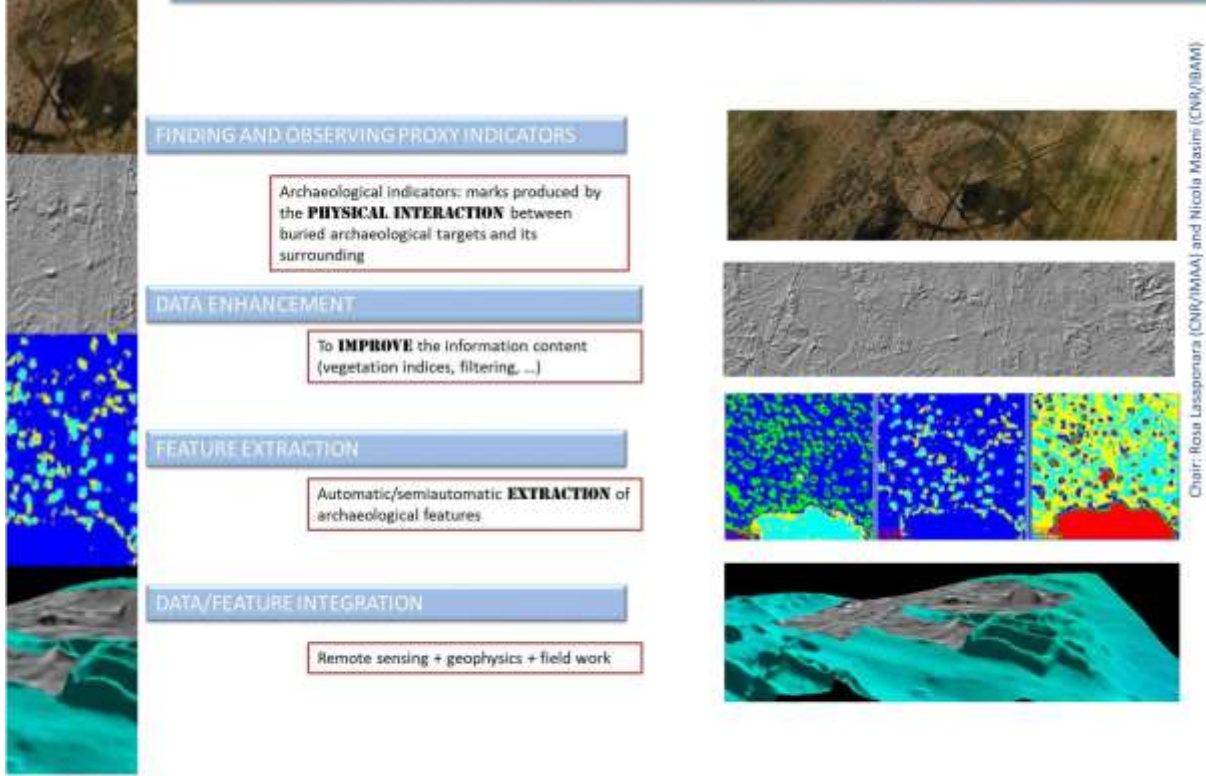 FINDING AND OBSERVING PROXY INDICATORS
Archaeological indicators: marks produced by
the PHYSICAL INTERACTION between
buried archaeological targets and its
surrounding
DATA ENHANCEMENT
To IMPROVE the information content
(vegetation indices, filtering, ...)
FEATURE EXTRACTION
Automatic/semiautomatic EXTRACTION of
archaeological features
DATA/FEATURE INTEGRATION
Remote sensing + geophysics + field work
Chair: Rosa Lasaponara (CNR/IMAA) and Nicola Masini (CNR/IBAM)